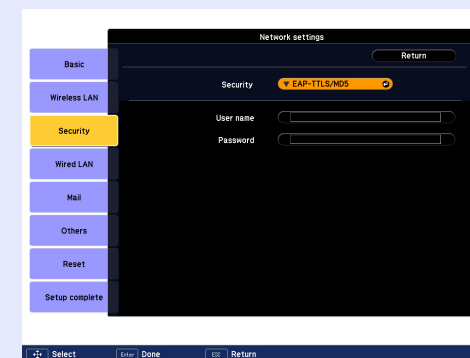 Network settings
Return
Basic
Wireless LAN
Security
Wired LAN
Mail
Others
Reset
Setup complete
Security ▼ EAP-TTLS/MD5
User name
Password
Select Enter Done ESC Return